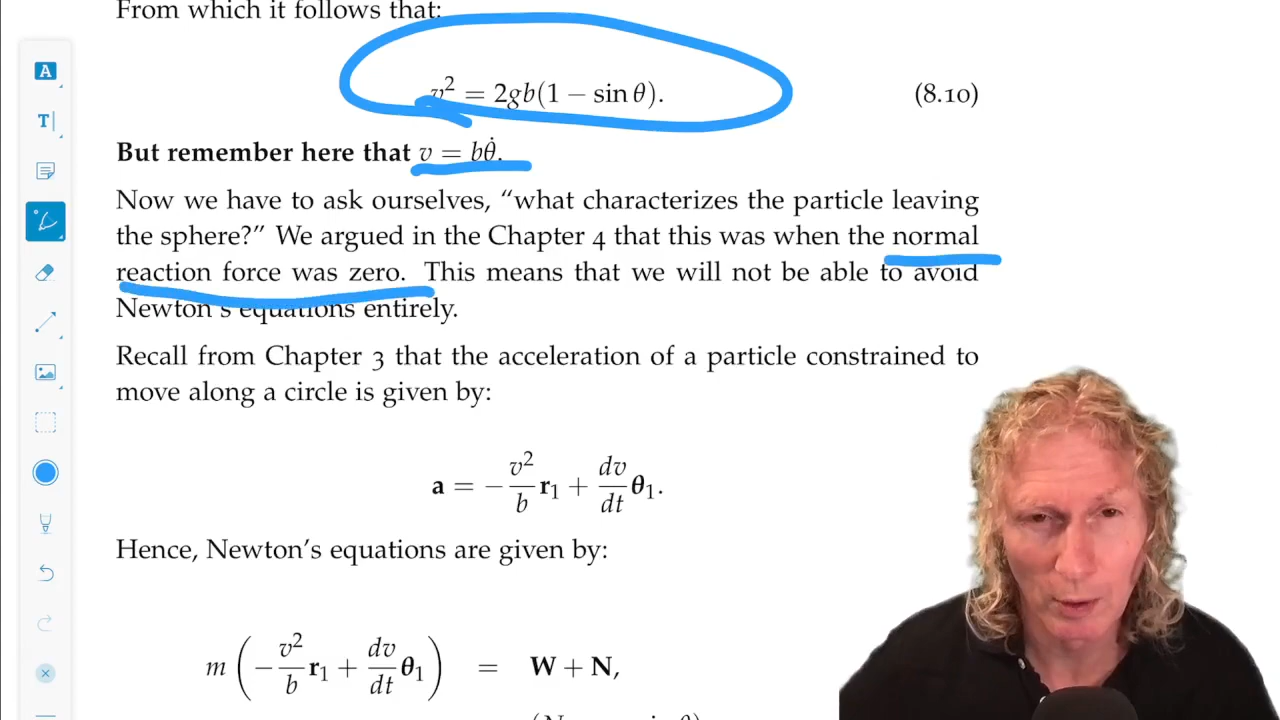 From which it follows that:
v² = 2gb(1 − sin θ). (8.10)
But remember here that v = bθ̇.
Now we have to ask ourselves, “what characterizes the particle leaving
the sphere?” We argued in the Chapter 4 that this was when the normal
reaction force was zero. This means that we will not be able to avoid
Newton's equations entirely.
Recall from Chapter 3 that the acceleration of a particle constrained to
move along a circle is given by:
a = − v²/b r₁ + dv/dt θ₁.
Hence, Newton's equations are given by:
m ( − v²/b r₁ + dv/dt θ₁ ) = W + N,